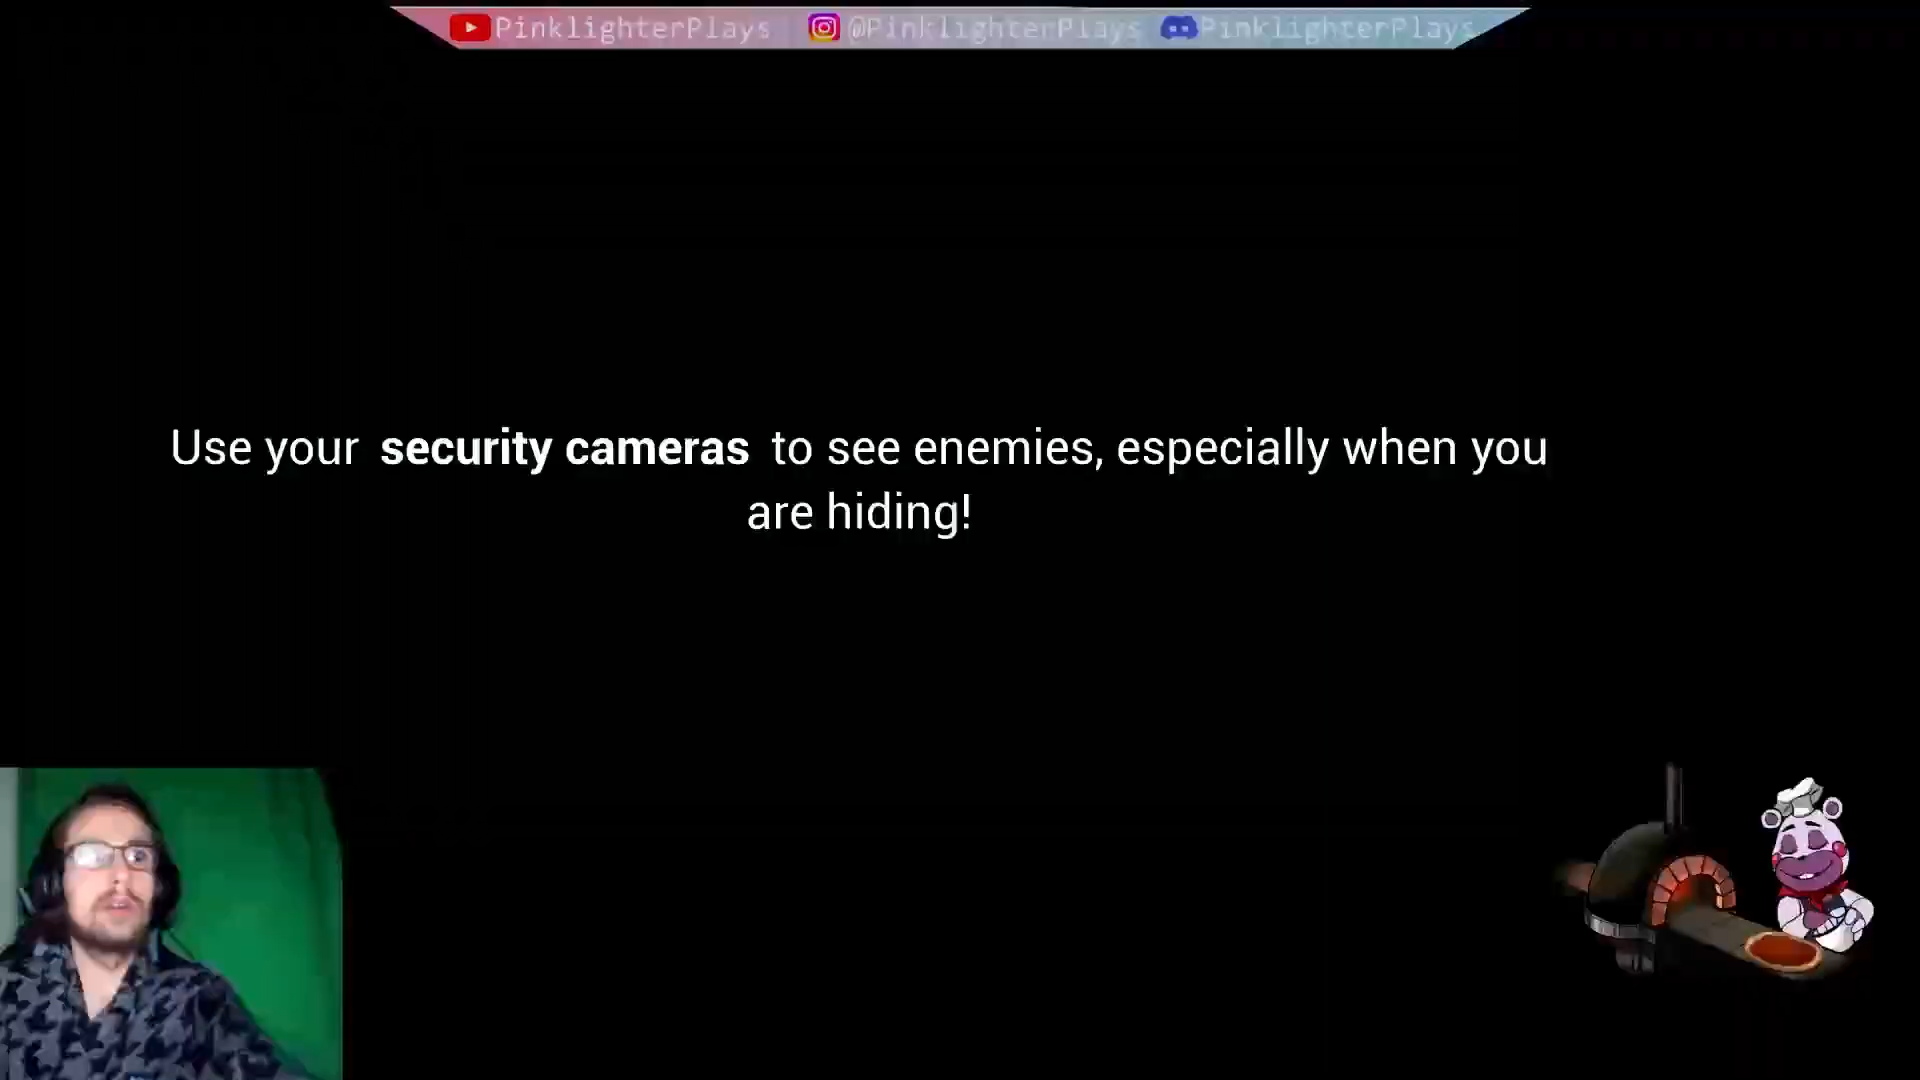 PinklighterPlays @PinklighterPlays PinklighterPlays
Use your security cameras to see enemies, especially when you
are hiding!